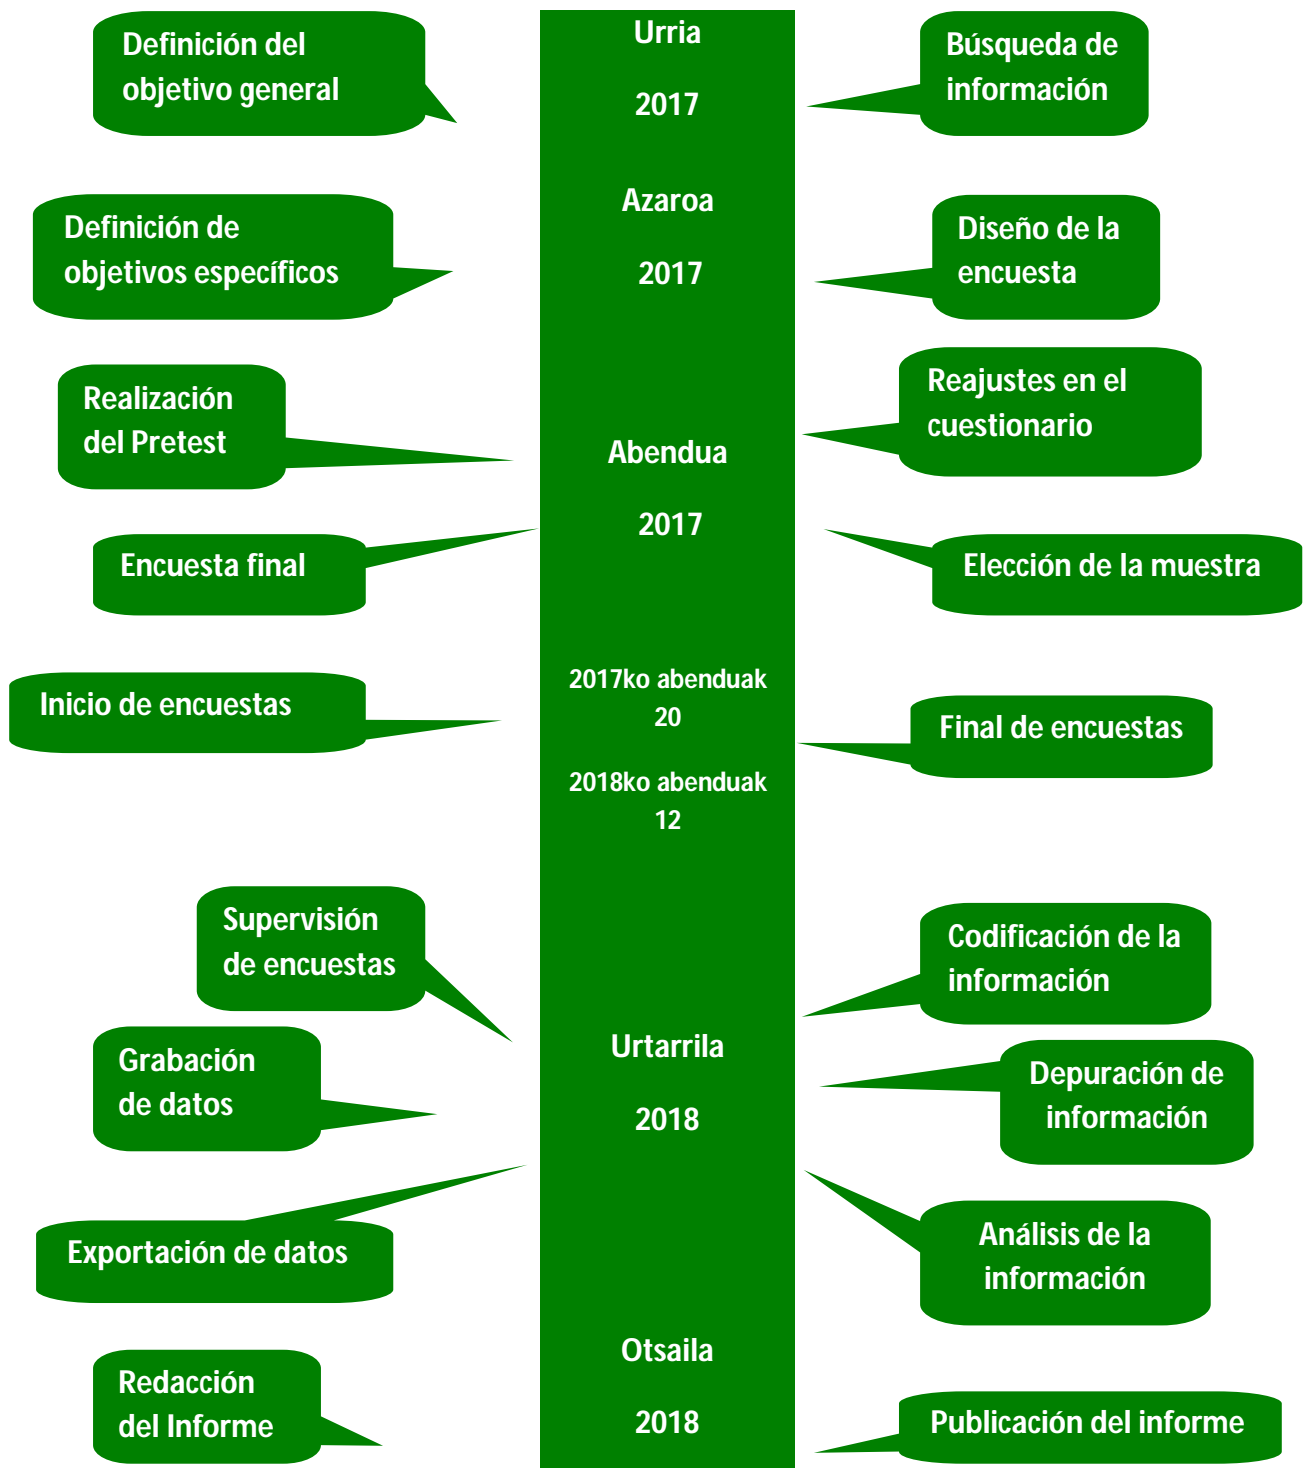 Definición del
objetivo general
Urria
2017
Búsqueda de
información
Definición de
objetivos específicos
Azaroa
2017
Diseño de la
encuesta
Realización
del Pretest
Abendua
2017
Reajustes en el
cuestionario
Encuesta final
Elección de la muestra
Inicio de encuestas
2017ko abenduak
20
2018ko abenduak
12
Final de encuestas
Supervisión
de encuestas
Codificación de la
información
Grabación
de datos
Urtarrila
2018
Depuración de
información
Exportación de datos
Análisis de la
información
Redacción
del Informe
Otsaila
2018
Publicación del informe